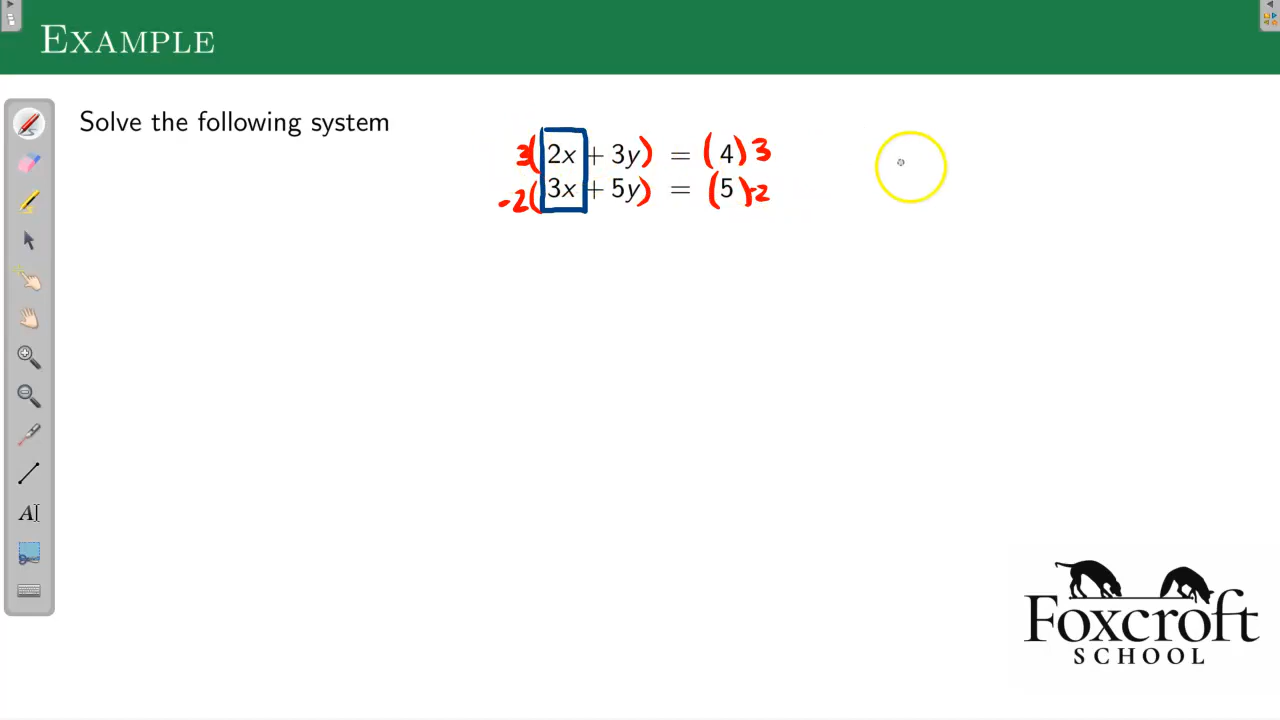 EXAMPLE
Solve the following system
3(2x + 3y) = (4)3
-2(3x + 5y) = (5)-2
A
Foxcroft
SCHOOL